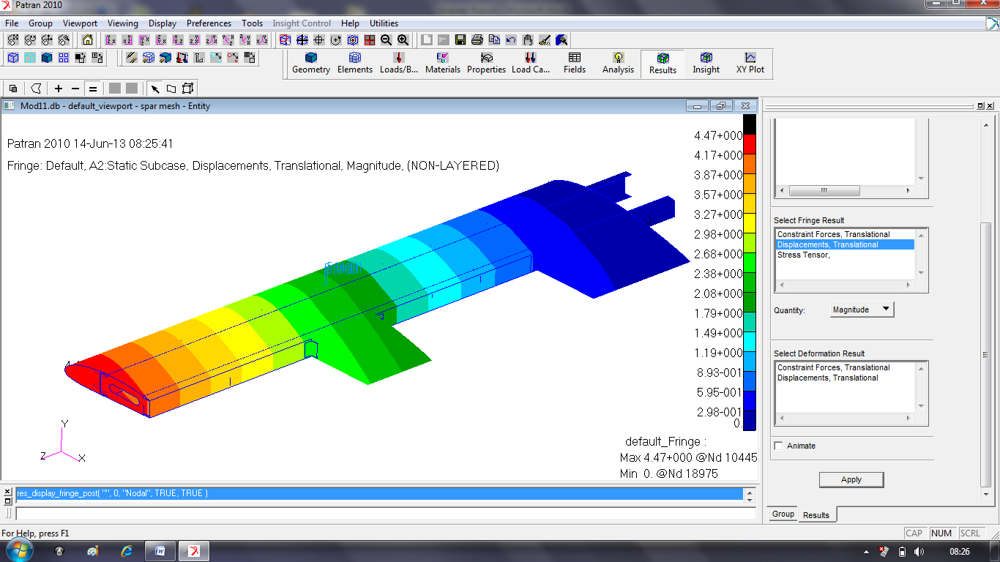 Patran 2010
File Group Viewport Viewing Display Preferences Tools Insight Control Help Utilities
Geometry Elements Loads/B... Materials Properties Load Ca... Fields Analysis Results Insight XY Plot
Mod11.db - default_viewport - spar mesh - Entity
Patran 2010 14-Jun-13 08:25:41
Fringe: Default, A2:Static Subcase, Displacements, Translational, Magnitude, (NON-LAYERED)
4.47+000
4.17+000
3.87+000
3.57+000
3.27+000
2.98+000
2.68+000
2.38+000
2.08+000
1.79+000
1.49+000
1.19+000
8.93-001
5.95-001
2.98-001
0.
default_Fringe :
Max 4.47+000 @Nd 10445
Min 0. @Nd 18975
Y
Z
X
Select Fringe Result
Constraint Forces, Translational
Displacements, Translational
Stress Tensor,
Quantity: Magnitude
Select Deformation Result
Constraint Forces, Translational
Displacements, Translational
Animate
Apply
Group Results
res_display_fringe_post( "", 0, "Nodal", TRUE, TRUE )
For Help, press F1
CAP NUM SCRL
08:26